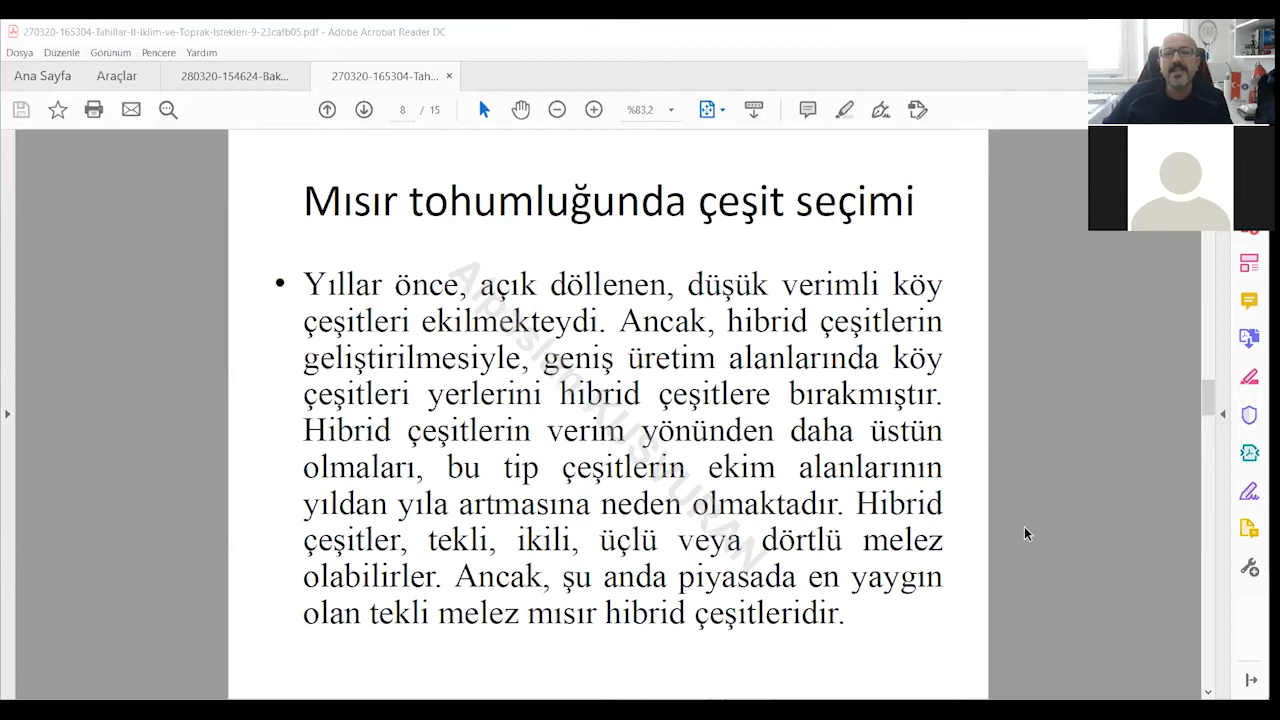 270320-165304-Tahillar-II-Iklim-ve-Toprak-Istekleri-9-23cafb05.pdf - Adobe Acrobat Reader DC
Dosya Düzenle Görünüm Pencere Yardım
Ana Sayfa Araçlar 280320-154624-Bak... 270320-165304-Tah... ×
8 / 15 %83,2
Mısır tohumluğunda çeşit seçimi
• Yıllar önce, açık döllenen, düşük verimli köy
çeşitleri ekilmekteydi. Ancak, hibrid çeşitlerin
geliştirilmesiyle, geniş üretim alanlarında köy
çeşitleri yerlerini hibrid çeşitlere bırakmıştır.
Hibrid çeşitlerin verim yönünden daha üstün
olmaları, bu tip çeşitlerin ekim alanlarının
yıldan yıla artmasına neden olmaktadır. Hibrid
çeşitler, tekli, ikili, üçlü veya dörtlü melez
olabilirler. Ancak, şu anda piyasada en yaygın
olan tekli melez mısır hibrid çeşitleridir.
Alpaslan KUSVURAN